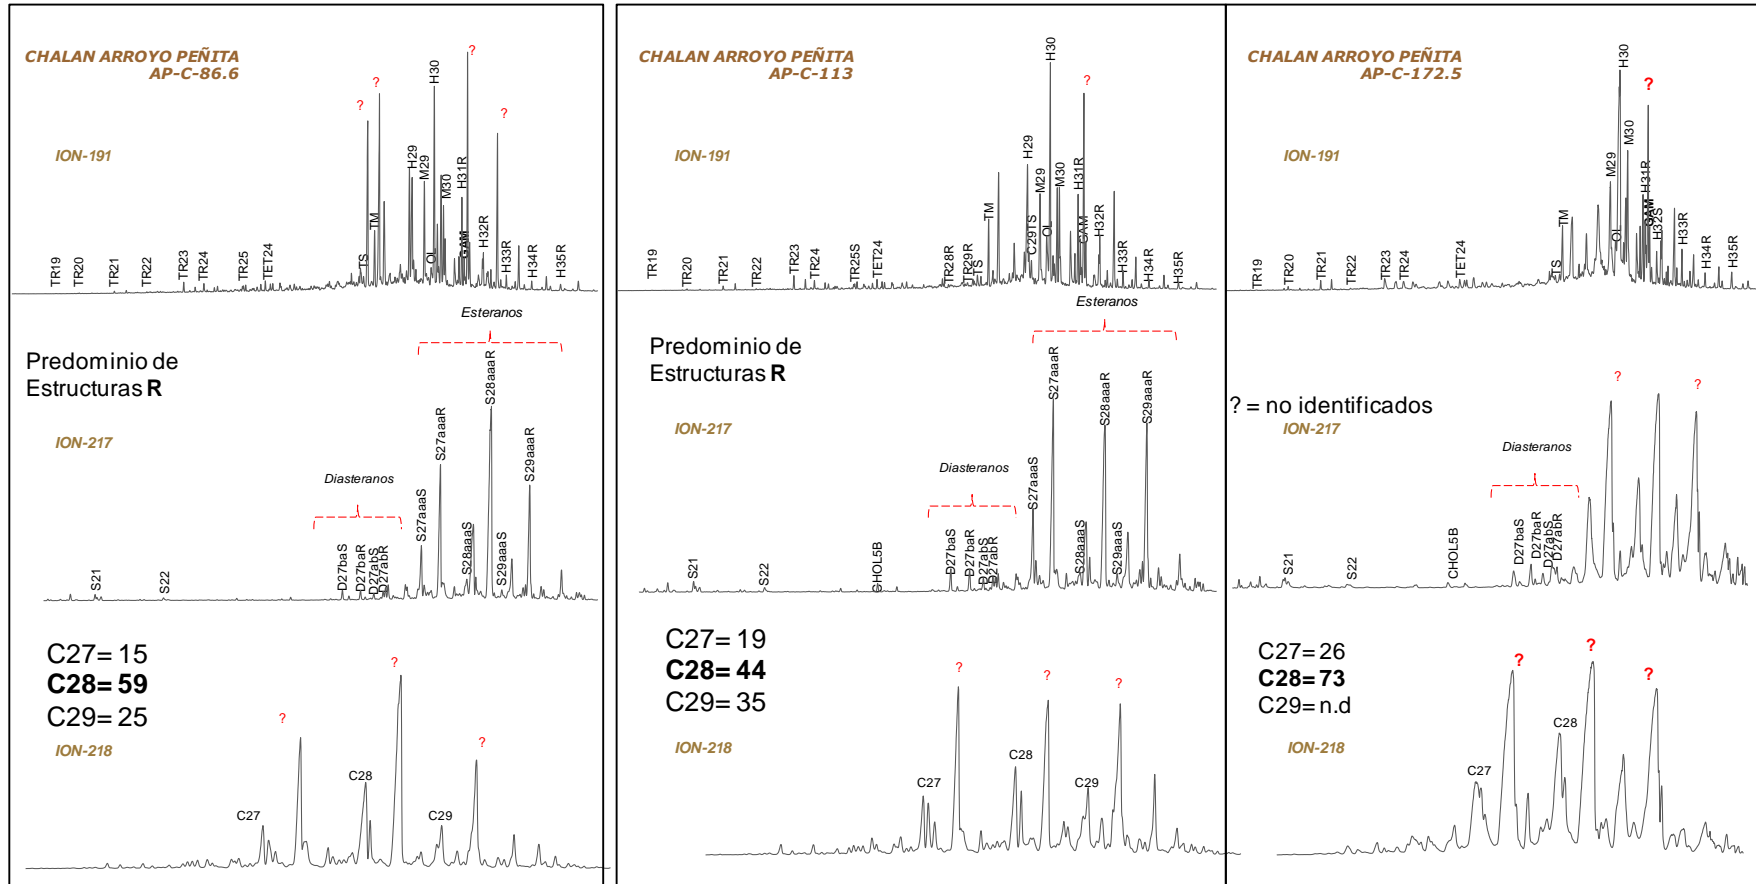 CHALAN ARROYO PEÑITA
AP-C-86.6
ION-191
?
?
?
?
TR19
TR20
TR21
TR22
TR23
TR24
TR25
TET24
TS
TM
H29
M29
OL
H30
M30
H31R
GAM
H32R
H33R
H34R
H35R
Predominio de
Estructuras R
ION-217
Esteranos
Diasteranos
S21
S22
D27baS
D27baR
D27abS
D27abR
S27aaaS
S27aaaR
S28aaaS
S28aaaR
S29aaaS
S29aaaR
C27= 15
C28= 59
C29= 25
ION-218
?
?
?
C27
C28
C29
CHALAN ARROYO PEÑITA
AP-C-113
ION-191
?
TR19
TR20
TR21
TR22
TR23
TR24
TR25S
TET24
TR28R
TR29R
TS
TM
H29
C29TS
M29
OL
H30
M30
H31R
GAM
H32R
H33R
H34R
H35R
Predominio de
Estructuras R
ION-217
Esteranos
Diasteranos
S21
S22
CHOL5B
D27baS
D27baR
D27abS
D27abR
S27aaaS
S27aaaR
S28aaaS
S28aaaR
S29aaaS
S29aaaR
C27= 19
C28= 44
C29= 35
ION-218
?
?
?
C27
C28
C29
CHALAN ARROYO PEÑITA
AP-C-172.5
ION-191
?
TR19
TR20
TR21
TR22
TR23
TR24
TET24
TS
TM
M29
OL
H30
M30
H31R
GAM
H32S
H33R
H34R
H35R
? = no identificados
ION-217
?
?
Diasteranos
S21
S22
CHOL5B
D27baS
D27baR
D27abS
D27abR
C27= 26
C28= 73
C29= n.d
ION-218
?
?
?
C27
C28